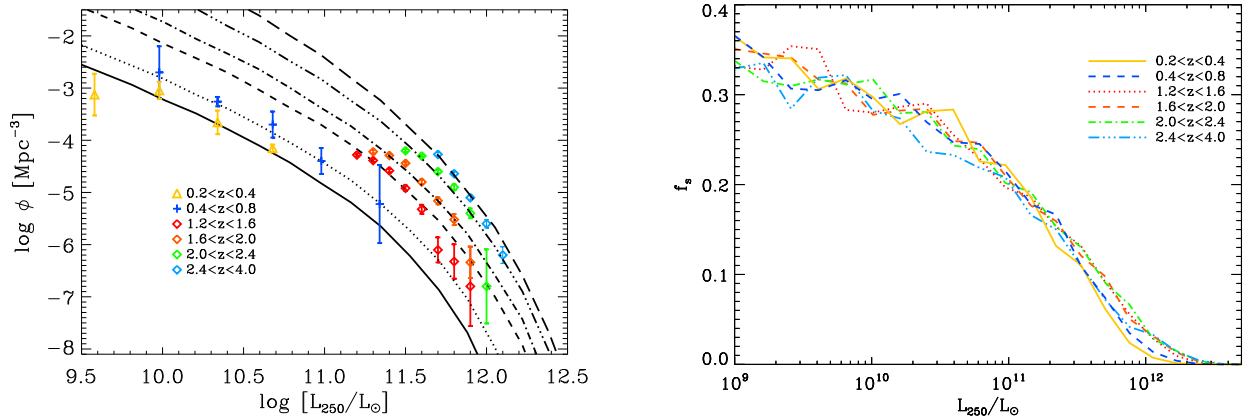 log φ [Mpc⁻³]
-2
-3
-4
-5
-6
-7
-8
0.2<z<0.4
0.4<z<0.8
1.2<z<1.6
1.6<z<2.0
2.0<z<2.4
2.4<z<4.0
9.5 10.0 10.5 11.0 11.5 12.0 12.5
log [L₂₅₀/L☉]
f_s
0.4
0.3
0.2
0.1
0.0
0.2<z<0.4
0.4<z<0.8
1.2<z<1.6
1.6<z<2.0
2.0<z<2.4
2.4<z<4.0
10⁹ 10¹⁰ 10¹¹ 10¹²
L₂₅₀/L☉